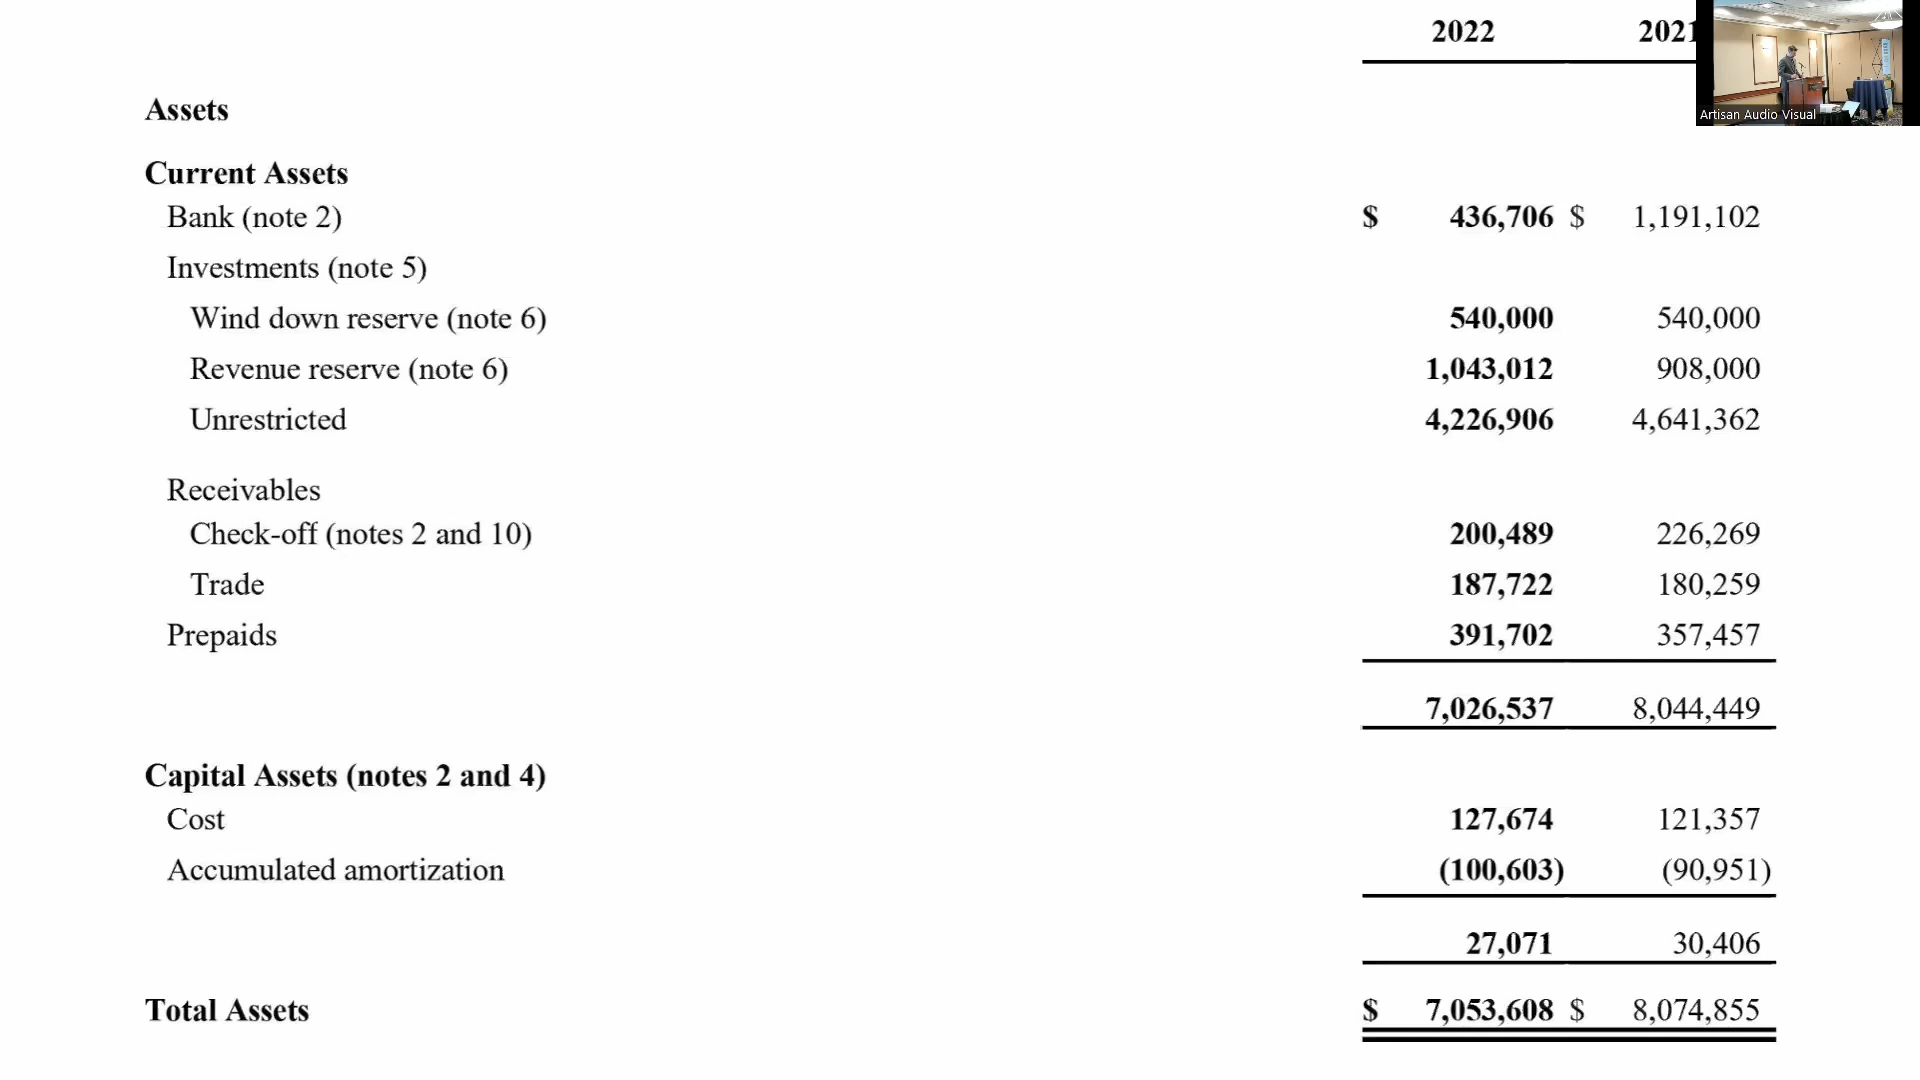 2022 2021
Artisan Audio Visual
Assets
Current Assets
Bank (note 2) $ 436,706 $ 1,191,102
Investments (note 5)
Wind down reserve (note 6) 540,000 540,000
Revenue reserve (note 6) 1,043,012 908,000
Unrestricted 4,226,906 4,641,362
Receivables
Check-off (notes 2 and 10) 200,489 226,269
Trade 187,722 180,259
Prepaids 391,702 357,457
7,026,537 8,044,449
Capital Assets (notes 2 and 4)
Cost 127,674 121,357
Accumulated amortization (100,603) (90,951)
27,071 30,406
Total Assets $ 7,053,608 $ 8,074,855